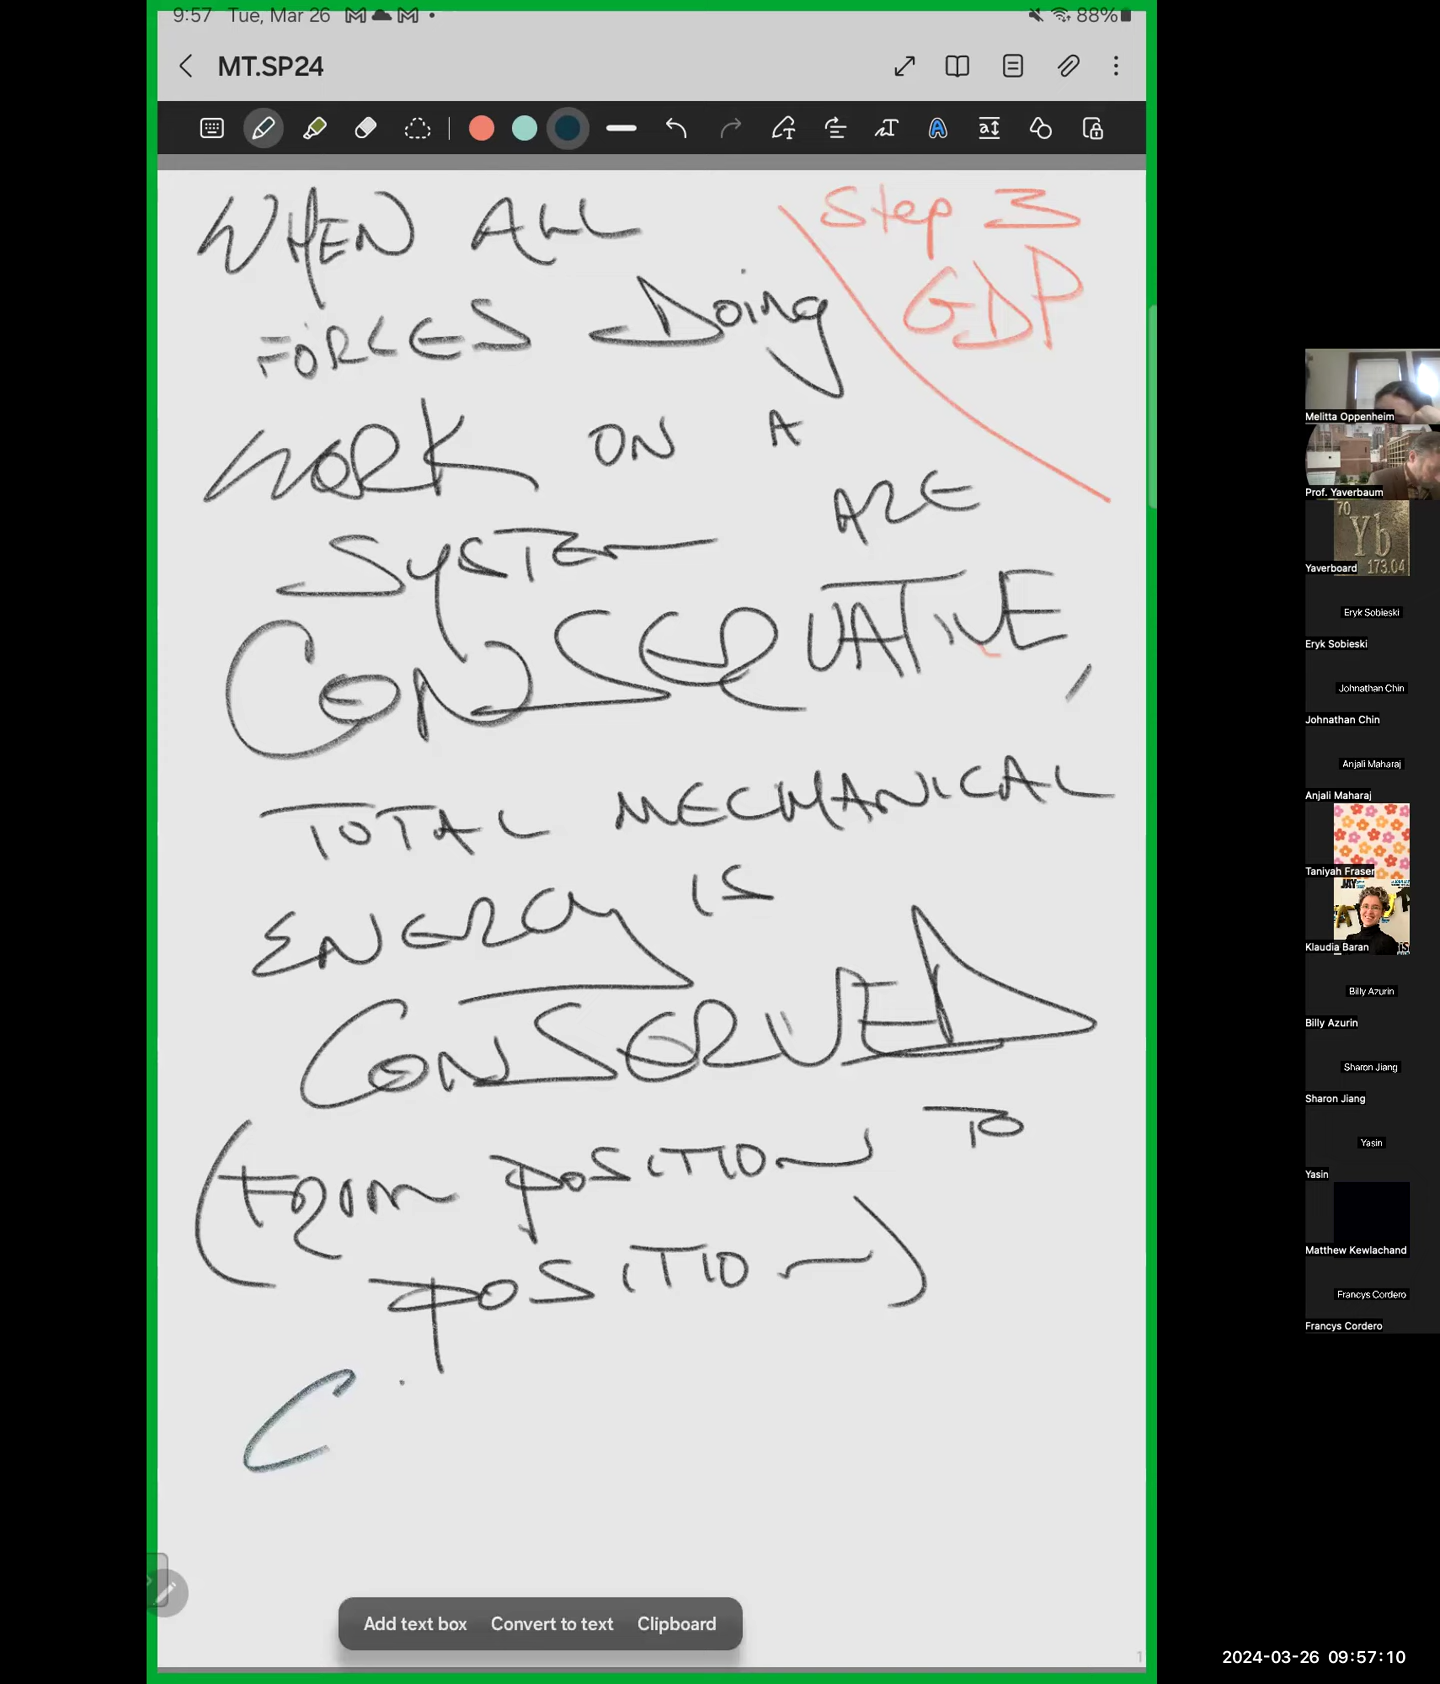 9:57 Tue, Mar 26
88%
MT.SP24
WHEN ALL
FORCES Doing
WORK ON A
SYSTEM ARE
CONSERVATIVE,
TOTAL MECHANICAL
ENERGY IS
CONSERVED
(FROM POSITION TO
POSITION)
C
Step 3
GDP
Add text box Convert to text Clipboard
1
Melitta Oppenheim
Prof. Yaverbaum
70
Yb
173.04
Yaverboard
Eryk Sobieski
Eryk Sobieski
Johnathan Chin
Johnathan Chin
Anjali Maharaj
Anjali Maharaj
Taniyah Fraser
JAY
Klaudia Baran
Billy Azurin
Billy Azurin
Sharon Jiang
Sharon Jiang
Yasin
Yasin
Matthew Kewlachand
Francys Cordero
Francys Cordero
2024-03-26 09:57:10